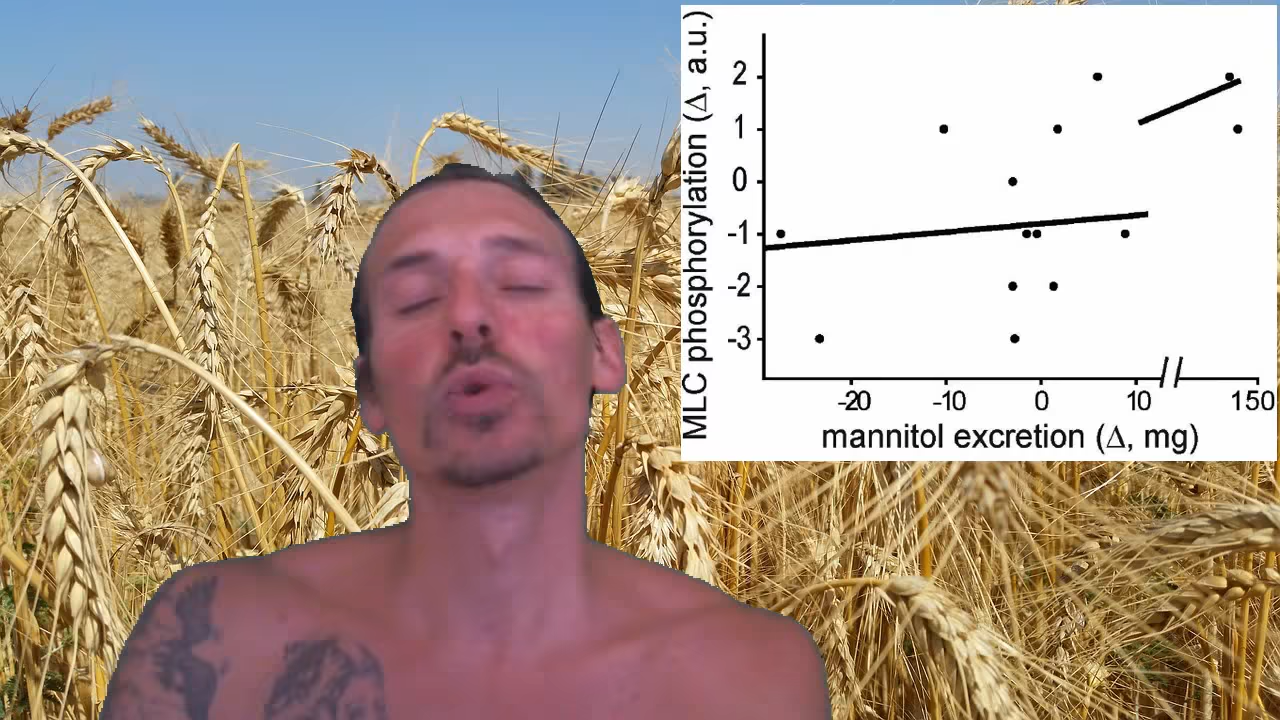 MLC phosphorylation (Δ, a.u.)
2
1
0
-1
-2
-3
-20 -10 0 10 150
mannitol excretion (Δ, mg)